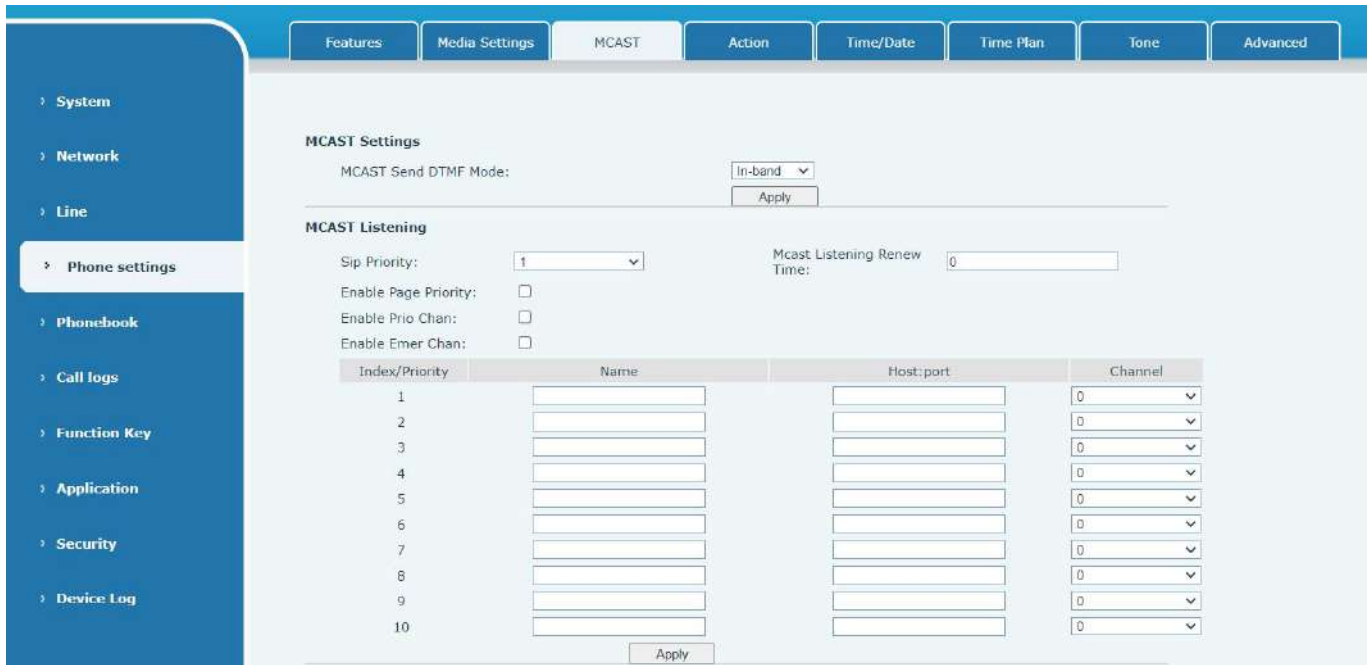 Features Media Settings MCAST Action Time/Date Time Plan Tone Advanced
› System
› Network
› Line
› Phone settings
› Phonebook
› Call logs
› Function Key
› Application
› Security
› Device Log
MCAST Settings
MCAST Send DTMF Mode: In-band
Apply
MCAST Listening
Sip Priority: 1 Mcast Listening Renew
Time: 0
Enable Page Priority:
Enable Prio Chan:
Enable Emer Chan:
Index/Priority Name Host:port Channel
1 0
2 0
3 0
4 0
5 0
6 0
7 0
8 0
9 0
10 0
Apply